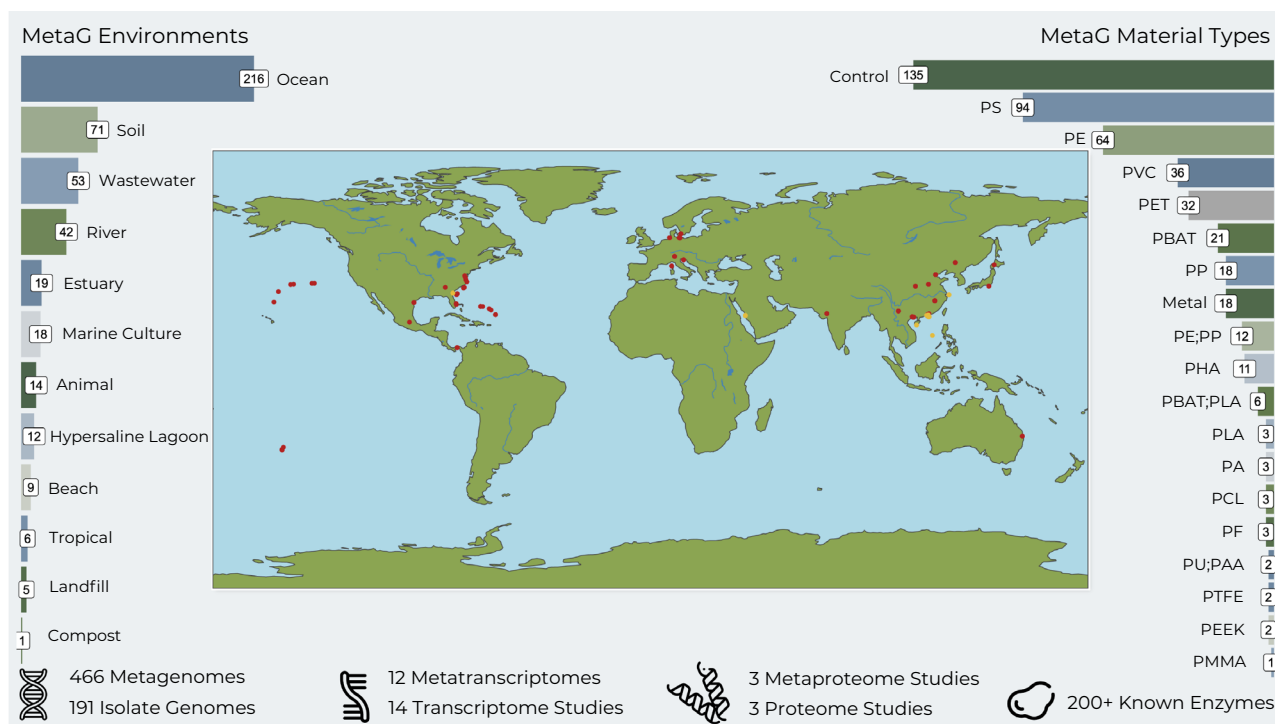 MetaG Environments
216 Ocean
71 Soil
53 Wastewater
42 River
19 Estuary
18 Marine Culture
14 Animal
12 Hypersaline Lagoon
9 Beach
6 Tropical
5 Landfill
1 Compost
MetaG Material Types
Control 135
PS 94
PE 64
PVC 36
PET 32
PBAT 21
PP 18
Metal 18
PE;PP 12
PHA 11
PBAT;PLA 6
PLA 3
PA 3
PCL 3
PF 3
PU;PAA 2
PTFE 2
PEEK 2
PMMA 1
466 Metagenomes
191 Isolate Genomes
12 Metatranscriptomes
14 Transcriptome Studies
3 Metaproteome Studies
3 Proteome Studies
200+ Known Enzymes